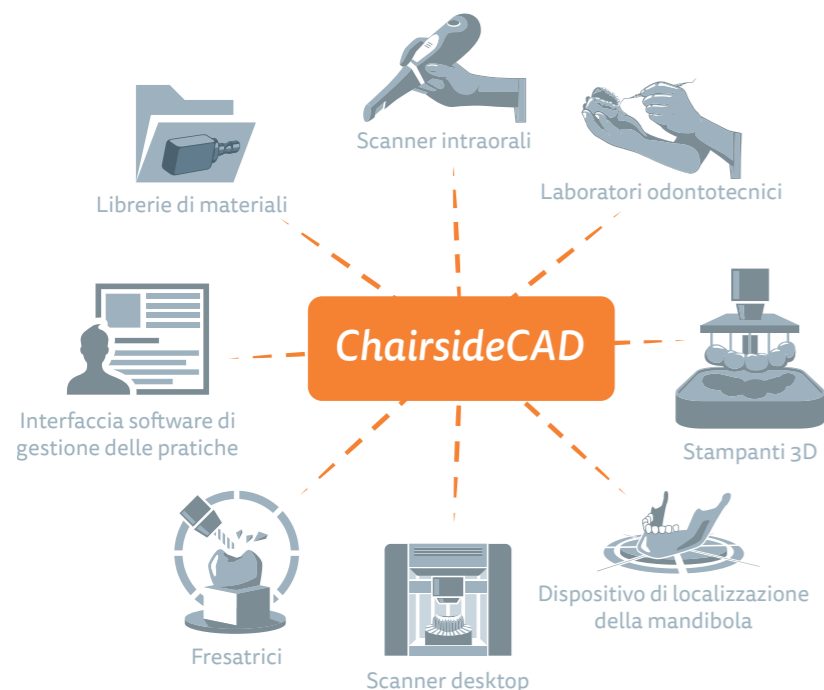 Scanner intraorali
Laboratori odontotecnici
Librerie di materiali
ChairsideCAD
Interfaccia software di
gestione delle pratiche
Stampanti 3D
Dispositivo di localizzazione
della mandibola
Fresatrici
Scanner desktop